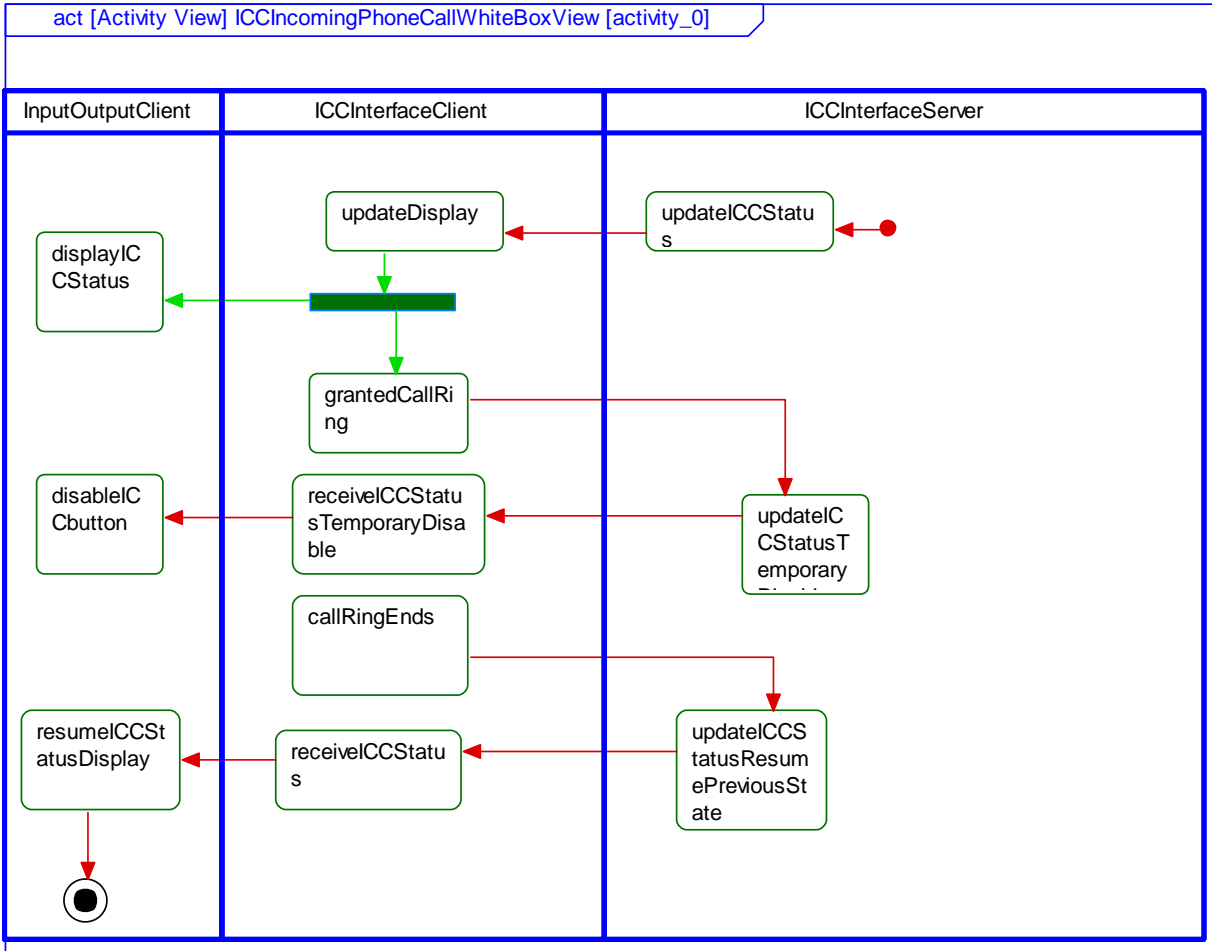 act [Activity View] ICCIncomingPhoneCallWhiteBoxView [activity_0]
InputOutputClient
ICCInterfaceClient
ICCInterfaceServer
updateDisplay
updateICCStatu
s
displayIC
CStatus
grantedCallRi
ng
disableIC
Cbutton
receiveICCStatu
sTemporaryDisa
ble
updateIC
CStatusT
emporary
callRingEnds
resumeICCSt
atusDisplay
receiveICCStatu
s
updateICCS
tatusResum
ePreviousSt
ate